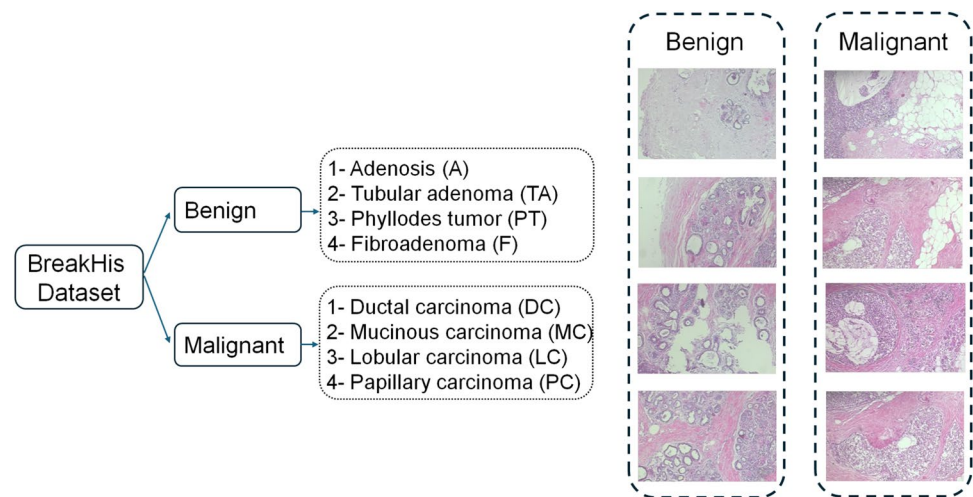 BreakHis
Dataset
Benign
1- Adenosis (A)
2- Tubular adenoma (TA)
3- Phyllodes tumor (PT)
4- Fibroadenoma (F)
Malignant
1- Ductal carcinoma (DC)
2- Mucinous carcinoma (MC)
3- Lobular carcinoma (LC)
4- Papillary carcinoma (PC)
Benign
Malignant